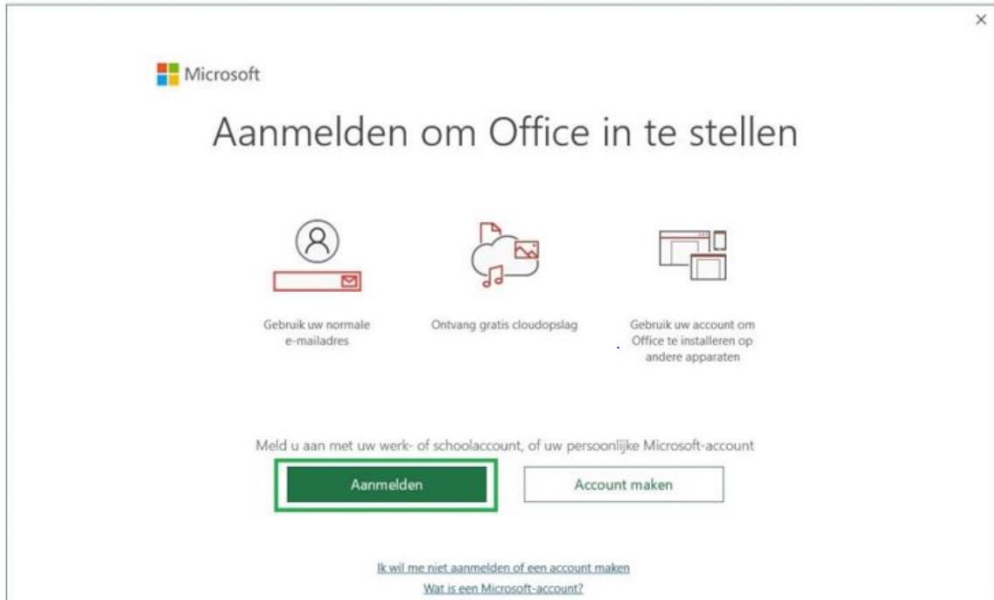 Microsoft
Aanmelden om Office in te stellen
Gebruik uw normale
e-mailadres
Ontvang gratis cloudopslag
Gebruik uw account om
Office te installeren op
andere apparaten
Meld u aan met uw werk- of schoolaccount, of uw persoonlijke Microsoft-account
Aanmelden
Account maken
Ik wil me niet aanmelden of een account maken
Wat is een Microsoft-account?